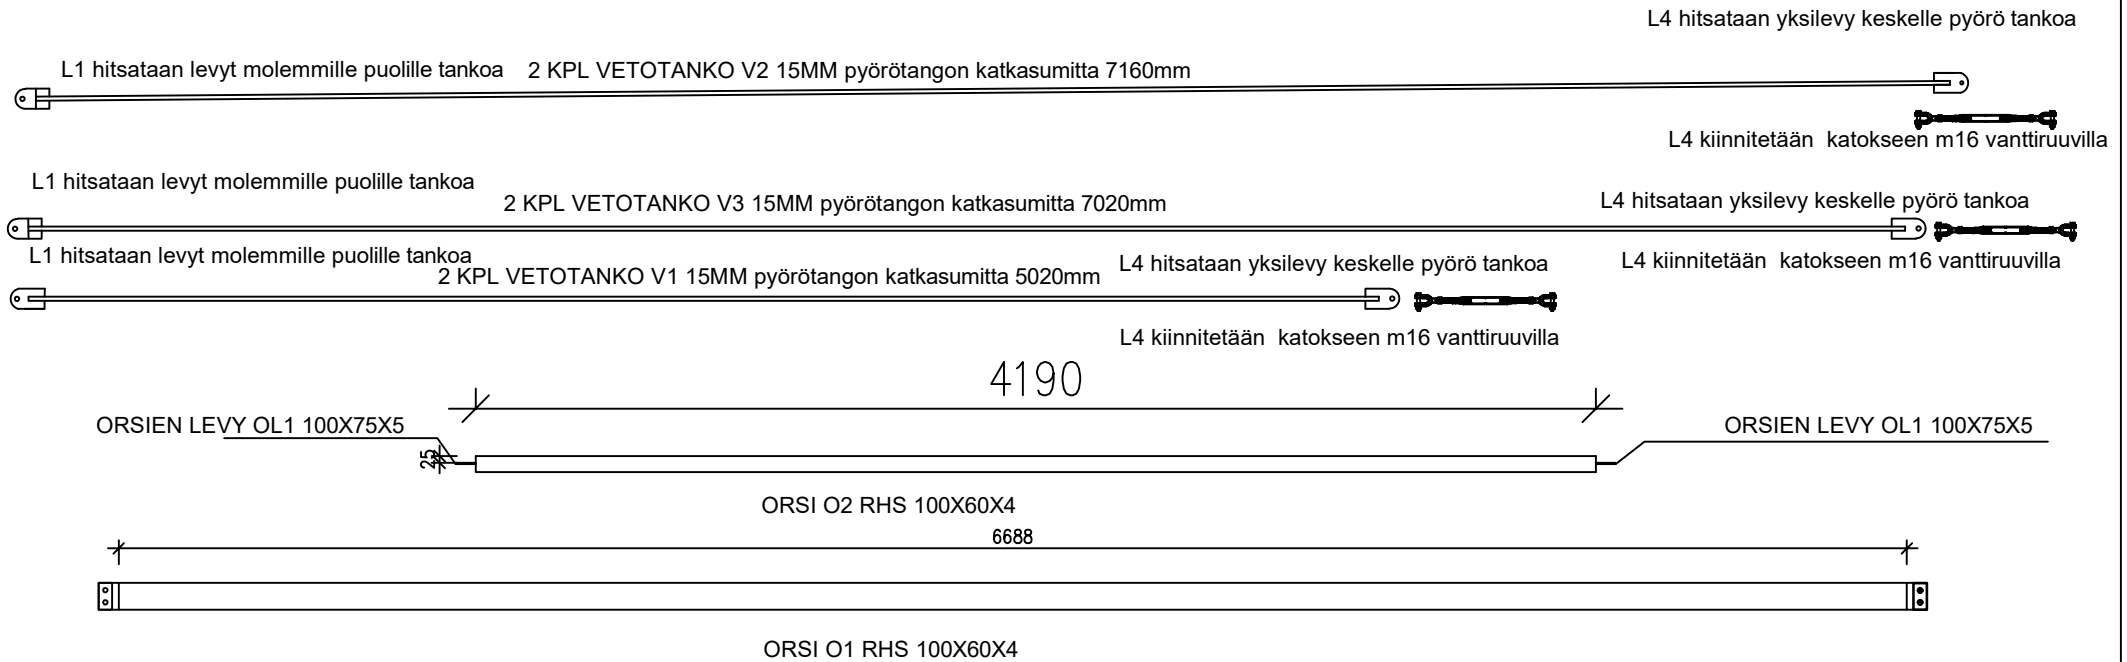 L4 hitsataan yksilevy keskelle pyörö tankoa
L1 hitsataan levyt molemmille puolille tankoa
2 KPL VETOTANKO V2 15MM pyörötangon katkasumitta 7160mm
L4 kiinnitetään katokseen m16 vanttiruuvilla
L1 hitsataan levyt molemmille puolille tankoa
2 KPL VETOTANKO V3 15MM pyörötangon katkasumitta 7020mm
L4 hitsataan yksilevy keskelle pyörö tankoa
L1 hitsataan levyt molemmille puolille tankoa
2 KPL VETOTANKO V1 15MM pyörötangon katkasumitta 5020mm
L4 hitsataan yksilevy keskelle pyörö tankoa
L4 kiinnitetään katokseen m16 vanttiruuvilla
L4 kiinnitetään katokseen m16 vanttiruuvilla
4190
ORSIEN LEVY OL1 100X75X5
ORSIEN LEVY OL1 100X75X5
25
ORSI O2 RHS 100X60X4
6688
ORSI O1 RHS 100X60X4